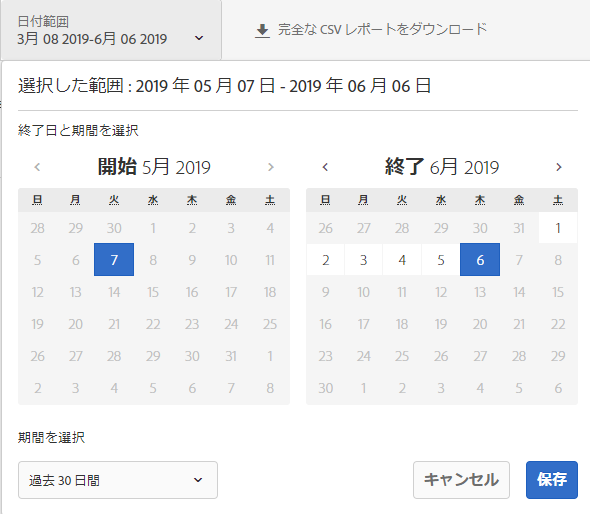 日付範囲
3月 08 2019-6月 06 2019
完全な CSV レポートをダウンロード
選択した範囲 : 2019 年 05 月 07 日 - 2019 年 06 月 06 日
終了日と期間を選択
開始 5月 2019
日 月 火 水 木 金 土
28 29 30 1 2 3 4
5 6 7 8 9 10 11
12 13 14 15 16 17 18
19 20 21 22 23 24 25
26 27 28 29 30 31 1
2 3 4 5 6 7 8
終了 6月 2019
日 月 火 水 木 金 土
26 27 28 29 30 31 1
2 3 4 5 6 7 8
9 10 11 12 13 14 15
16 17 18 19 20 21 22
23 24 25 26 27 28 29
30 1 2 3 4 5 6
期間を選択
過去 30 日間
キャンセル
保存